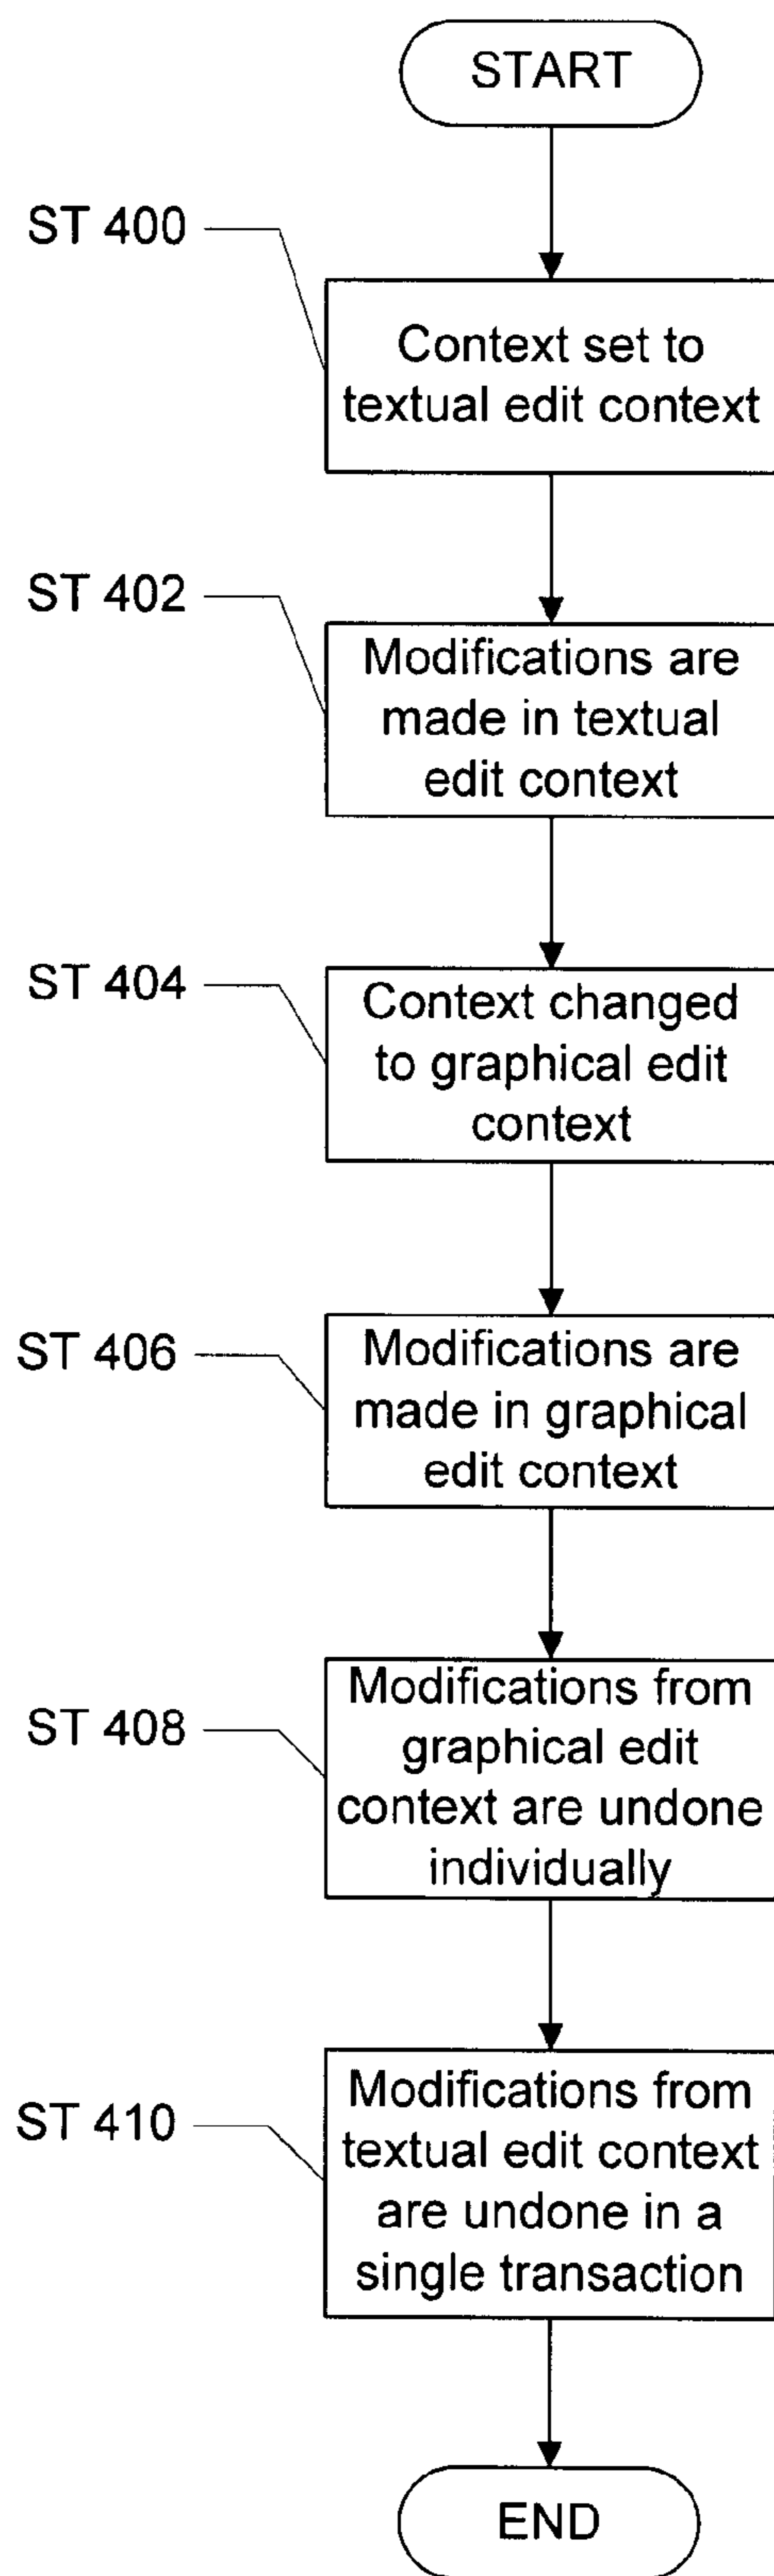 START
ST 400
Context set to
textual edit context
ST 402
Modifications are
made in textual
edit context
ST 404
Context changed
to graphical edit
context
ST 406
Modifications are
made in graphical
edit context
ST 408
Modifications from
graphical edit
context are undone
individually
ST 410
Modifications from
textual edit context
are undone in a
single transaction
END